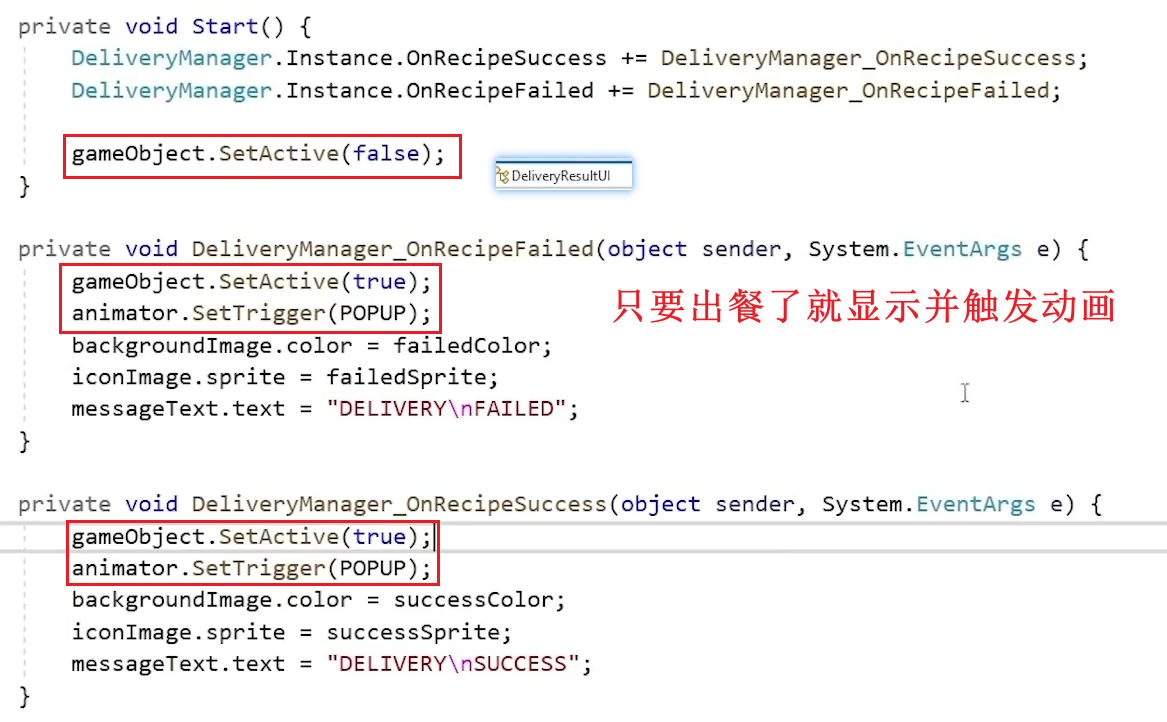 private void Start() {
DeliveryManager.Instance.OnRecipeSuccess += DeliveryManager_OnRecipeSuccess;
DeliveryManager.Instance.OnRecipeFailed += DeliveryManager_OnRecipeFailed;
gameObject.SetActive(false);
DeliveryResultUI
}
private void DeliveryManager_OnRecipeFailed(object sender, System.EventArgs e) {
gameObject.SetActive(true);
animator.SetTrigger(POPUP);
只要出餐了就显示并触发动画
backgroundImage.color = failedColor;
iconImage.sprite = failedSprite;
messageText.text = "DELIVERY\nFAILED";
}
private void DeliveryManager_OnRecipeSuccess(object sender, System.EventArgs e) {
gameObject.SetActive(true);
animator.SetTrigger(POPUP);
backgroundImage.color = successColor;
iconImage.sprite = successSprite;
messageText.text = "DELIVERY\nSUCCESS";
}